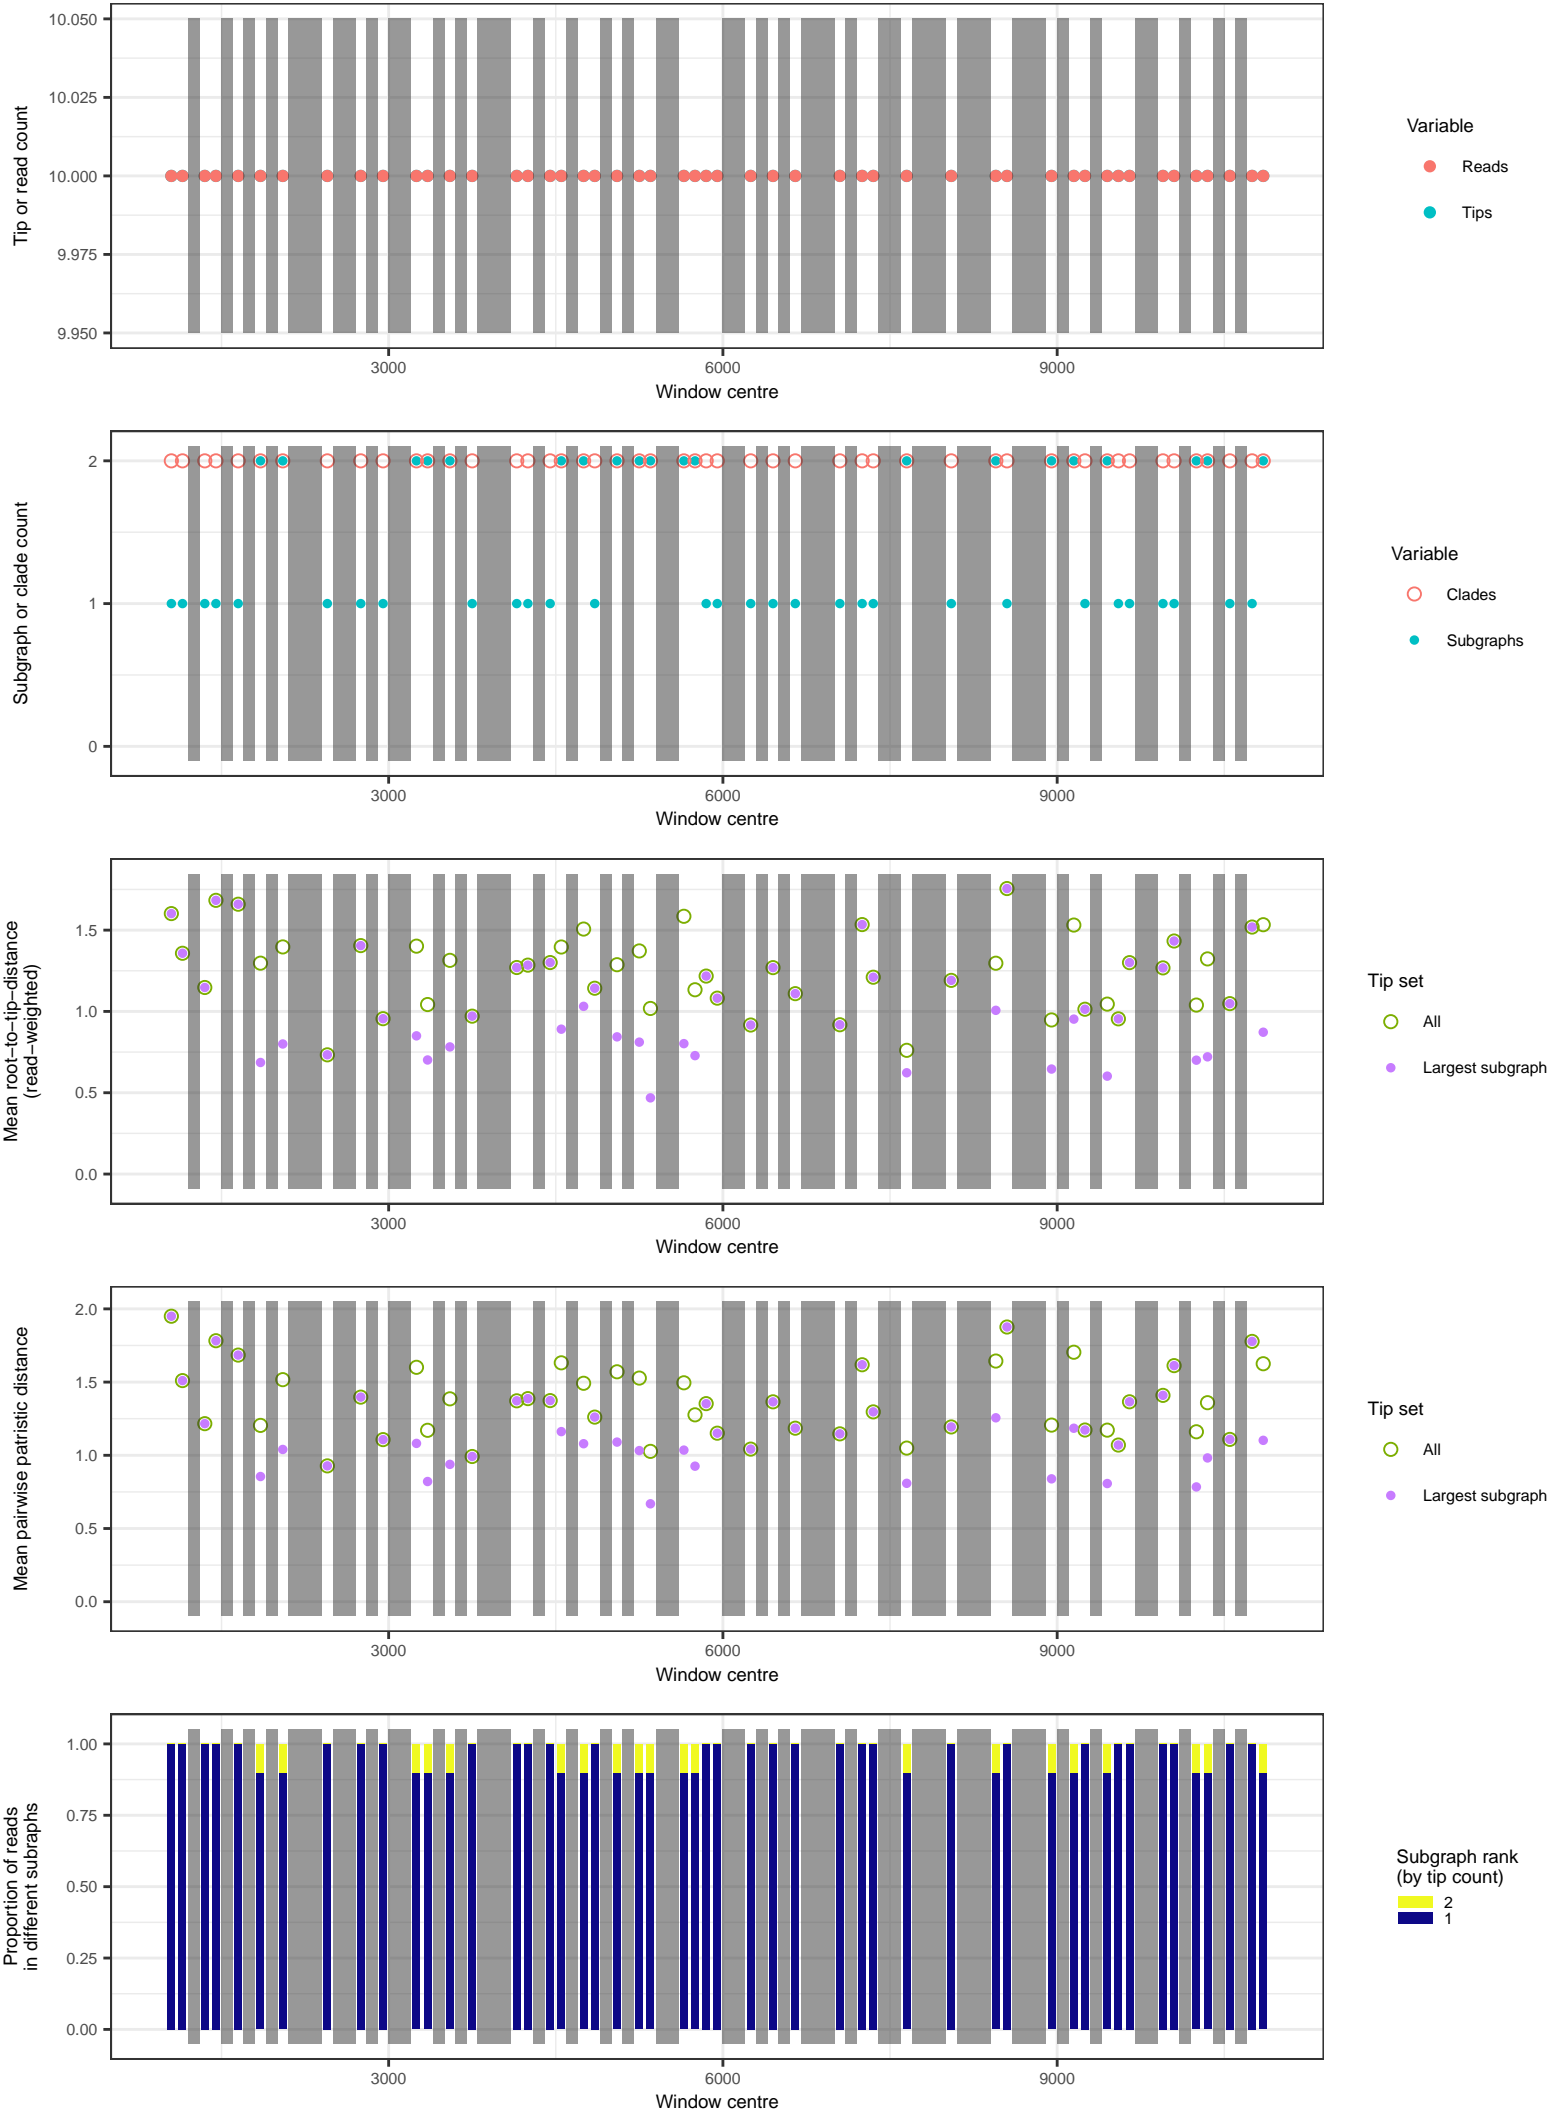 10.050
10.025
10.000
9.975
9.950
Tip or read count
3000
6000
9000
Window centre
Variable
Reads
Tips
2
1
0
Subgraph or clade count
3000
6000
9000
Window centre
Variable
Clades
Subgraphs
1.5
1.0
0.5
0.0
Mean root−to−tip−distance
(read−weighted)
3000
6000
9000
Window centre
Tip set
All
Largest subgraph
2.0
1.5
1.0
0.5
0.0
Mean pairwise patristic distance
3000
6000
9000
Window centre
Tip set
All
Largest subgraph
1.00
0.75
0.50
0.25
0.00
Proportion of reads
in different subraphs
3000
6000
9000
Window centre
Subgraph rank
(by tip count)
2
1